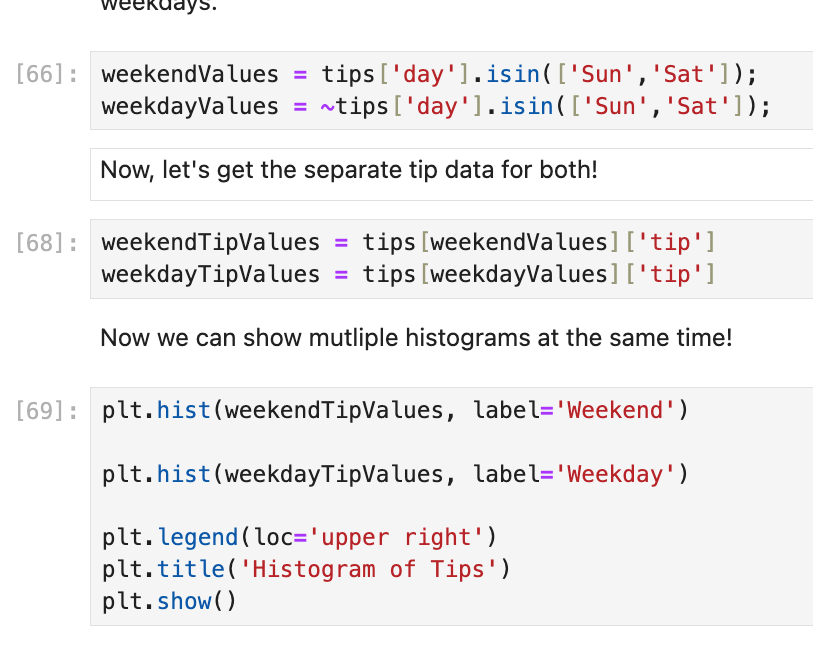 weekdays.
[66]: weekendValues = tips['day'].isin(['Sun','Sat']);
weekdayValues = ~tips['day'].isin(['Sun','Sat']);
Now, let's get the separate tip data for both!
[68]: weekendTipValues = tips[weekendValues]['tip']
weekdayTipValues = tips[weekdayValues]['tip']
Now we can show mutliple histograms at the same time!
[69]: plt.hist(weekendTipValues, label='Weekend')
plt.hist(weekdayTipValues, label='Weekday')
plt.legend(loc='upper right')
plt.title('Histogram of Tips')
plt.show()